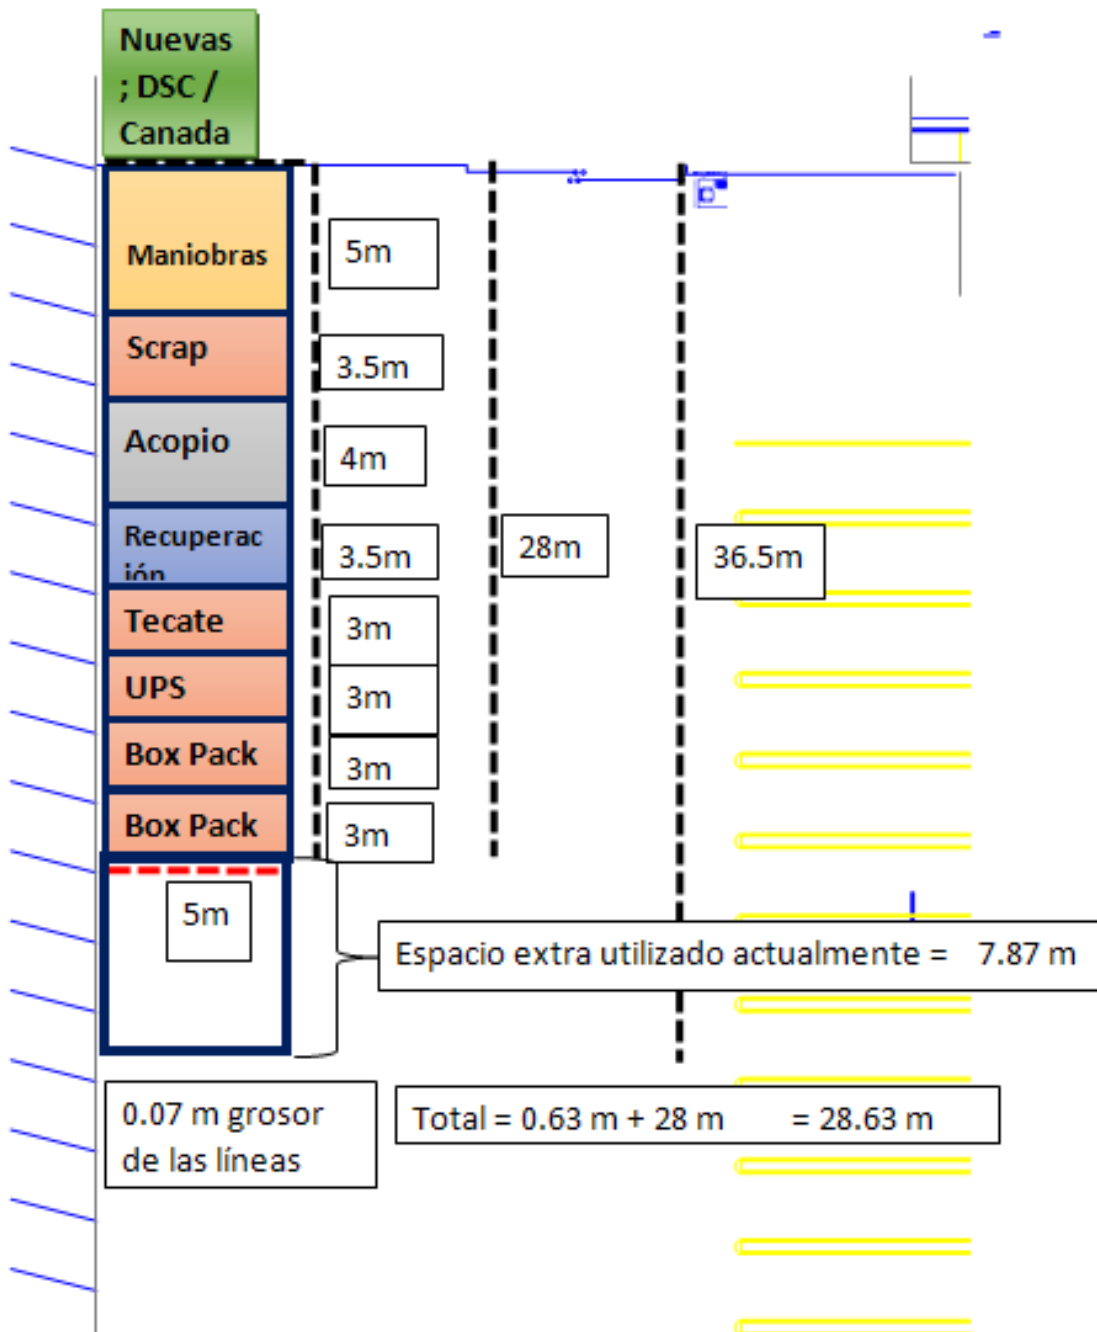 Nuevas
; DSC /
Canada
Maniobras
5m
Scrap
3.5m
Acopio
4m
Recuperac
ión
3.5m
28m
36.5m
Tecate
3m
UPS
3m
Box Pack
3m
Box Pack
3m
5m
Espacio extra utilizado actualmente = 7.87 m
0.07 m grosor
de las líneas
Total = 0.63 m + 28 m = 28.63 m